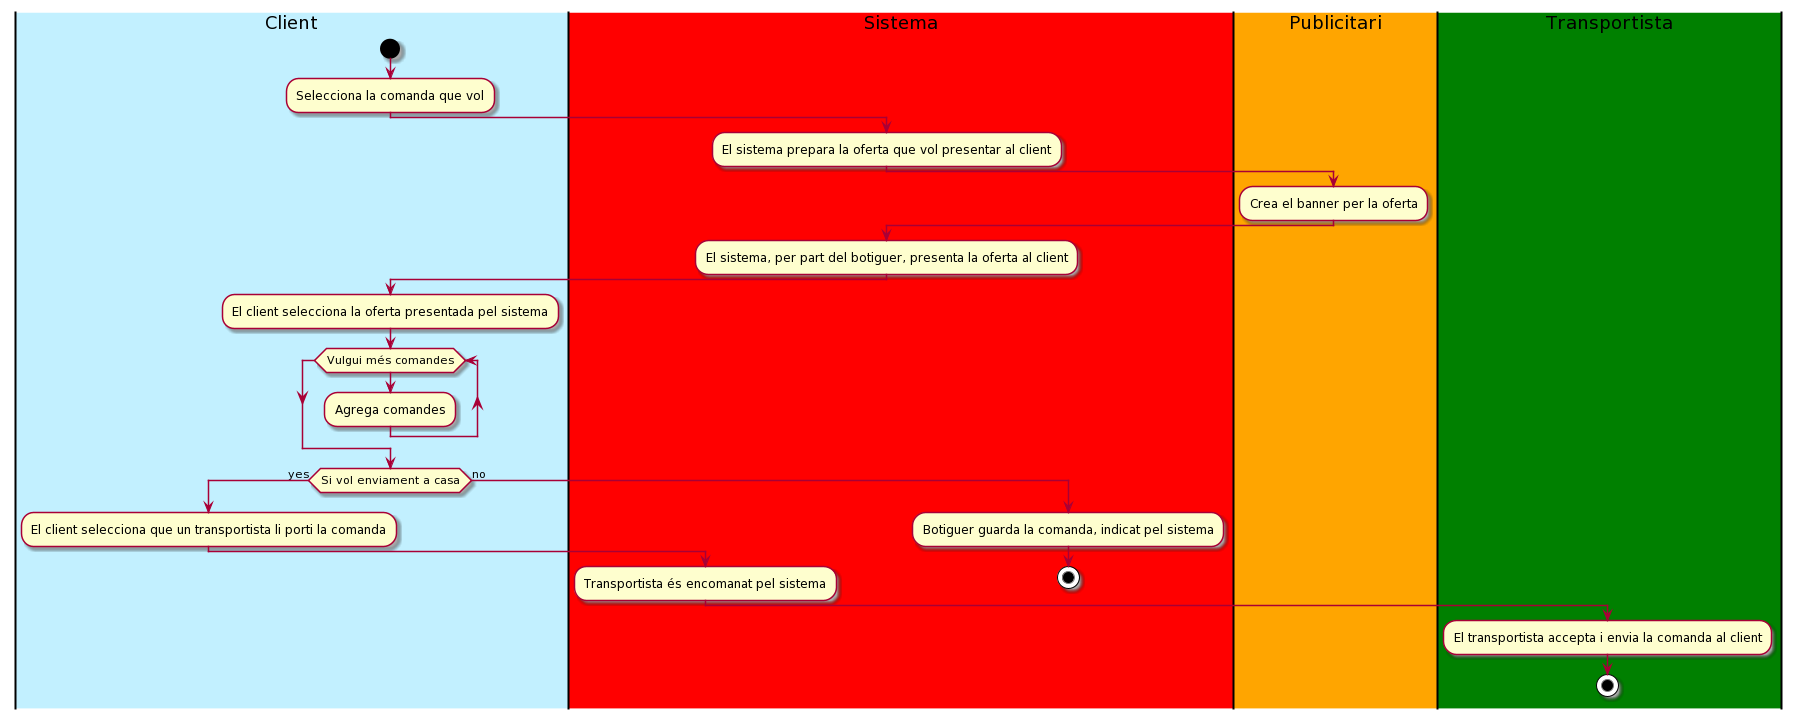 Client
Sistema
Publicitari
Transportista
Selecciona la comanda que vol
El sistema prepara la oferta que vol presentar al client
Crea el banner per la oferta
El sistema, per part del botiguer, presenta la oferta al client
El client selecciona la oferta presentada pel sistema
Vulgui més comandes
Agrega comandes
yes
Si vol enviament a casa
no
El client selecciona que un transportista li porti la comanda
Botiguer guarda la comanda, indicat pel sistema
Transportista és encomanat pel sistema
El transportista accepta i envia la comanda al client